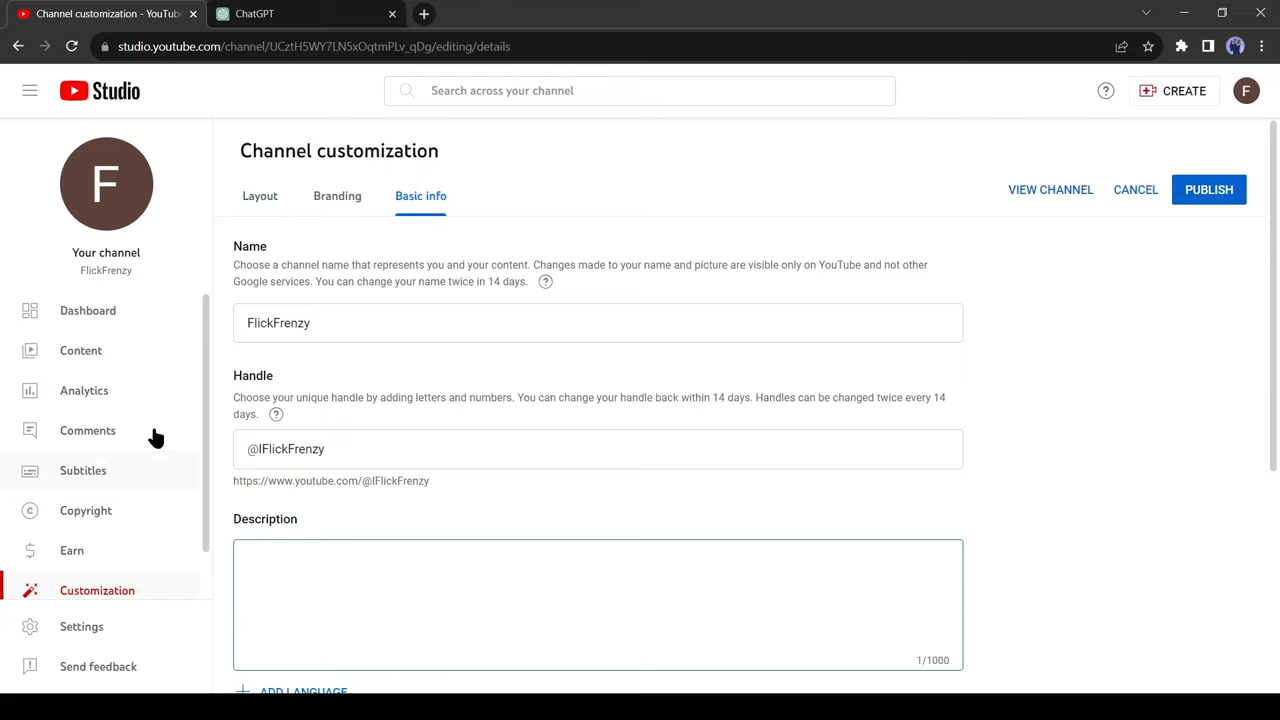 Channel customization - YouTub
ChatGPT
studio.youtube.com/channel/UCztH5WY7LN5xOqtmPLv_qDg/editing/details
Studio
Search across your channel
CREATE
F
F
Your channel
FlickFrenzy
Dashboard
Content
Analytics
Comments
Subtitles
Copyright
Earn
Customization
Settings
Send feedback
Channel customization
Layout
Branding
Basic info
VIEW CHANNEL
CANCEL
PUBLISH
Name
Choose a channel name that represents you and your content. Changes made to your name and picture are visible only on YouTube and not other
Google services. You can change your name twice in 14 days.
FlickFrenzy
Handle
Choose your unique handle by adding letters and numbers. You can change your handle back within 14 days. Handles can be changed twice every 14
days.
@IFlickFrenzy
https://www.youtube.com/@IFlickFrenzy
Description
1/1000
ADD LANGUAGE